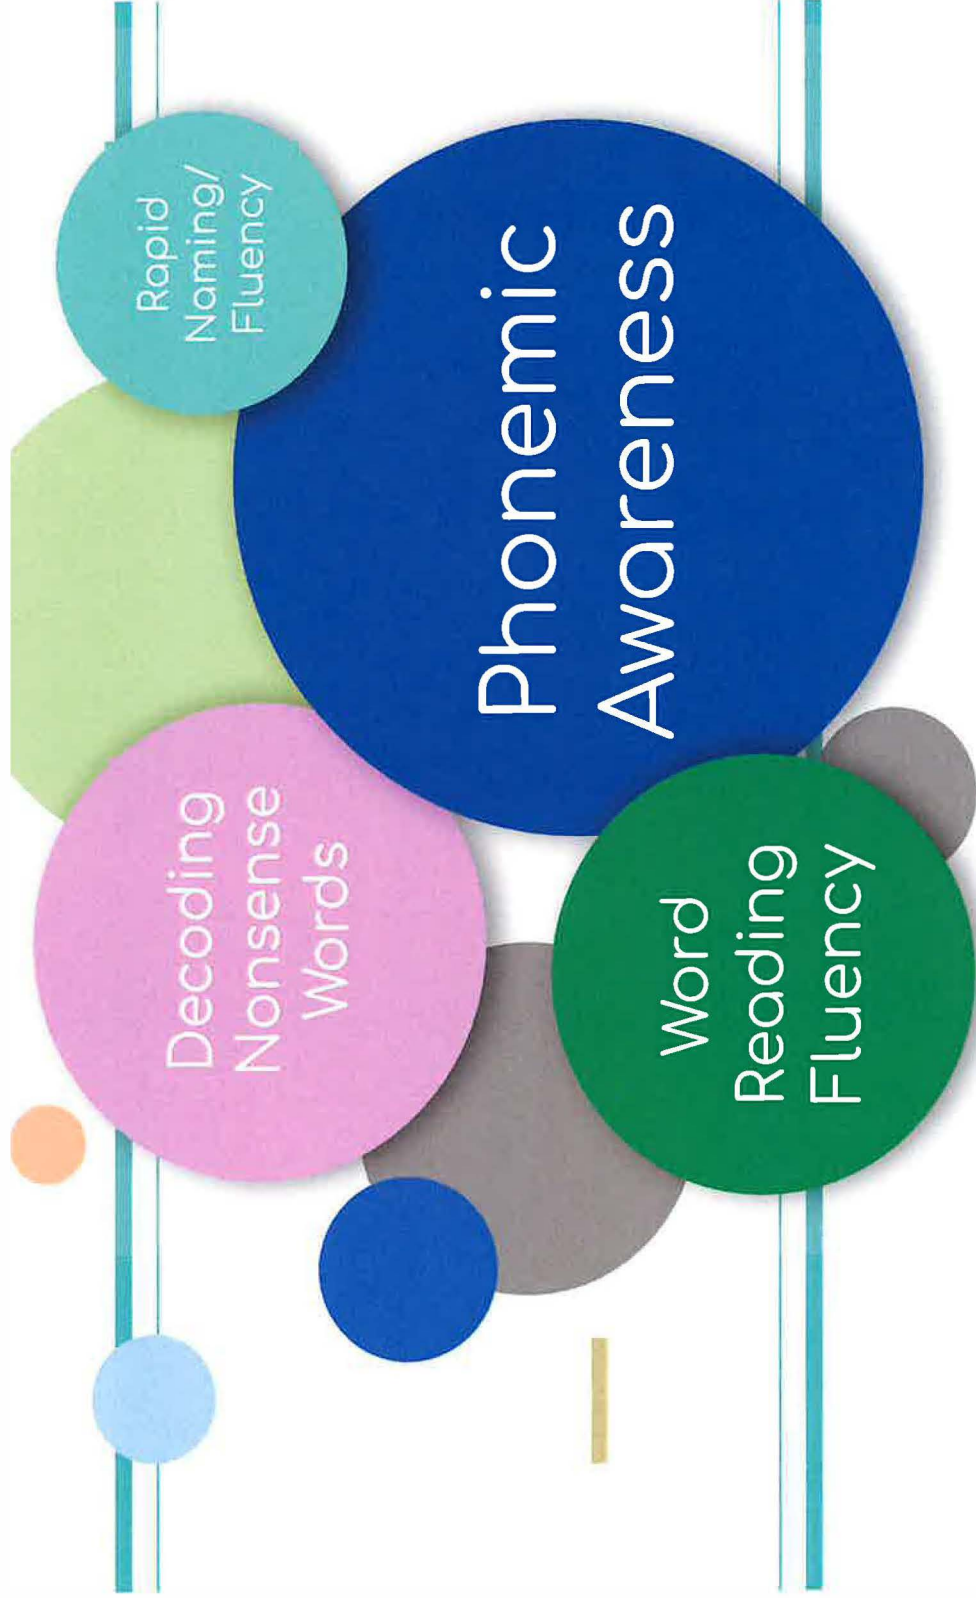 Decoding
Nonsense
Words
Rapid
Naming/
Fluency
Word
Reading
Fluency
Phonemic
Awareness